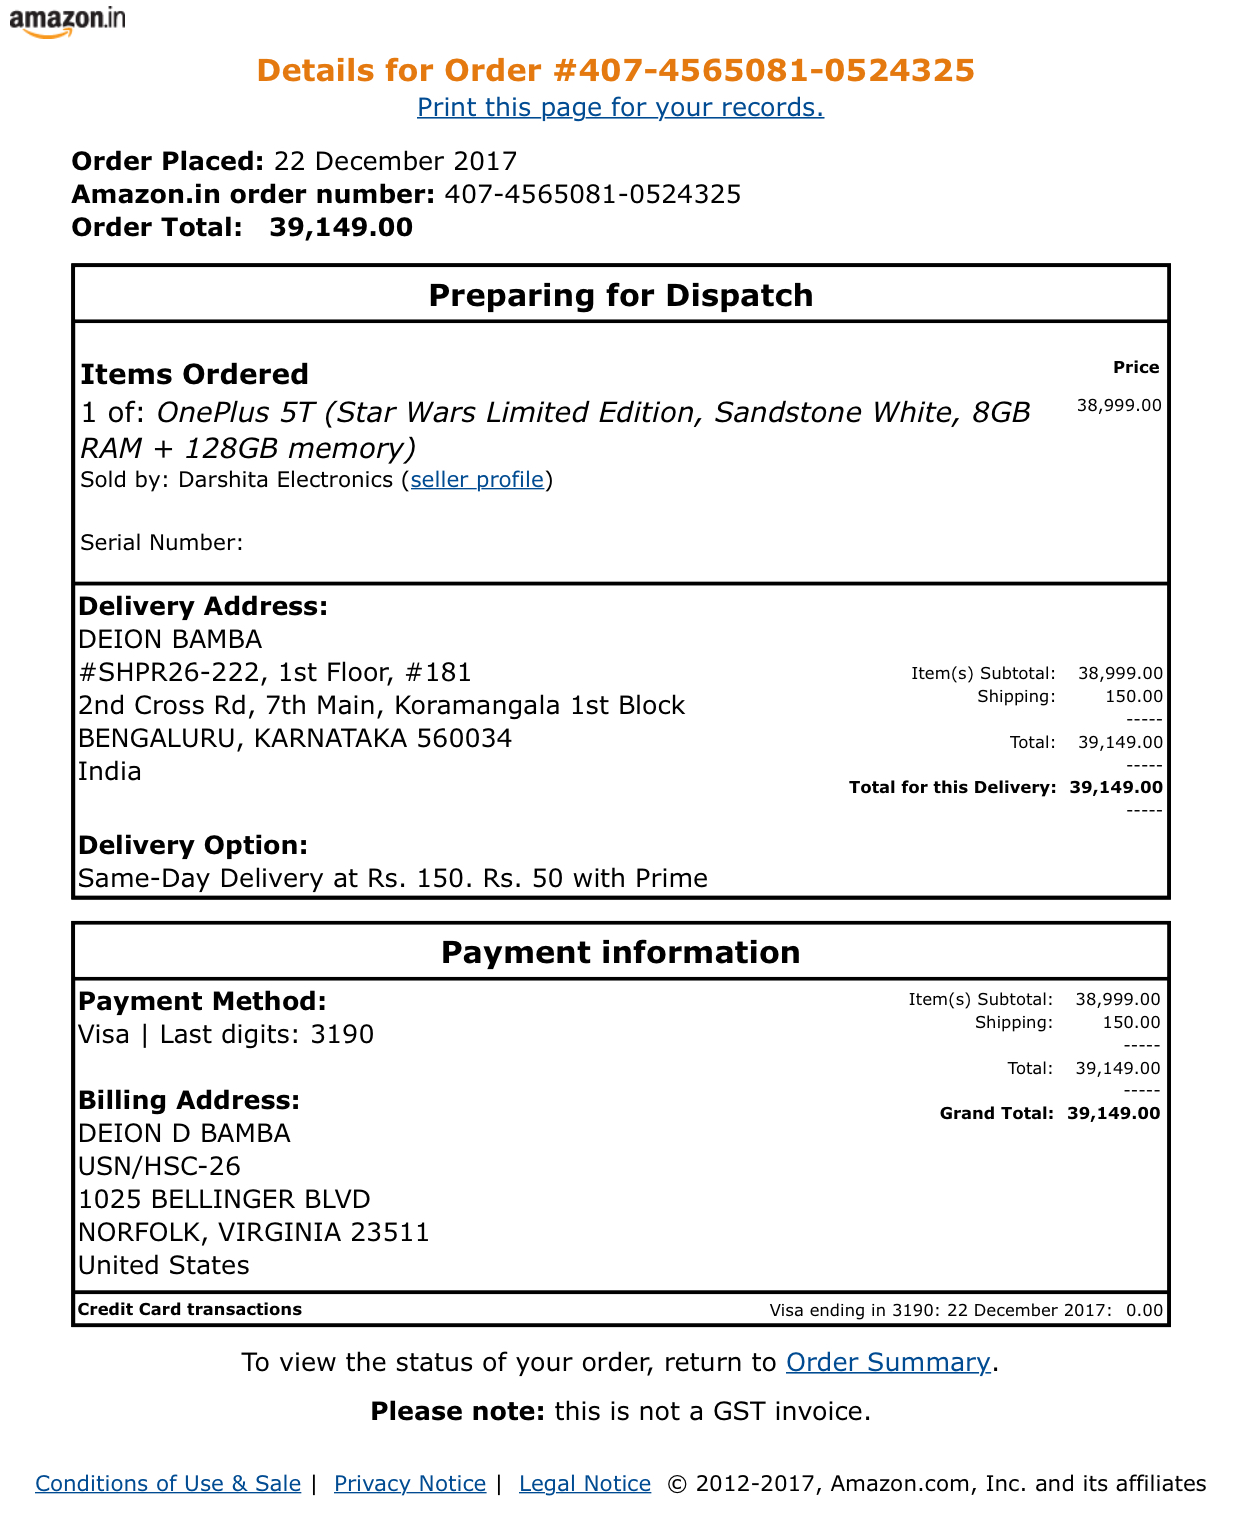 amazon.in
Details for Order #407-4565081-0524325
Print this page for your records.
Order Placed: 22 December 2017
Amazon.in order number: 407-4565081-0524325
Order Total: 39,149.00
Preparing for Dispatch
Items Ordered Price
1 of: OnePlus 5T (Star Wars Limited Edition, Sandstone White, 8GB 38,999.00
RAM + 128GB memory)
Sold by: Darshita Electronics (seller profile)
Serial Number:
Delivery Address:
DEION BAMBA
#SHPR26-222, 1st Floor, #181
2nd Cross Rd, 7th Main, Koramangala 1st Block
BENGALURU, KARNATAKA 560034
India
Item(s) Subtotal: 38,999.00
Shipping: 150.00
-----
Total: 39,149.00
-----
Total for this Delivery: 39,149.00
-----
Delivery Option:
Same-Day Delivery at Rs. 150. Rs. 50 with Prime
Payment information
Payment Method:
Visa | Last digits: 3190
Billing Address:
DEION D BAMBA
USN/HSC-26
1025 BELLINGER BLVD
NORFOLK, VIRGINIA 23511
United States
Item(s) Subtotal: 38,999.00
Shipping: 150.00
-----
Total: 39,149.00
-----
Grand Total: 39,149.00
Credit Card transactions Visa ending in 3190: 22 December 2017: 0.00
To view the status of your order, return to Order Summary.
Please note: this is not a GST invoice.
Conditions of Use & Sale | Privacy Notice | Legal Notice © 2012-2017, Amazon.com, Inc. and its affiliates